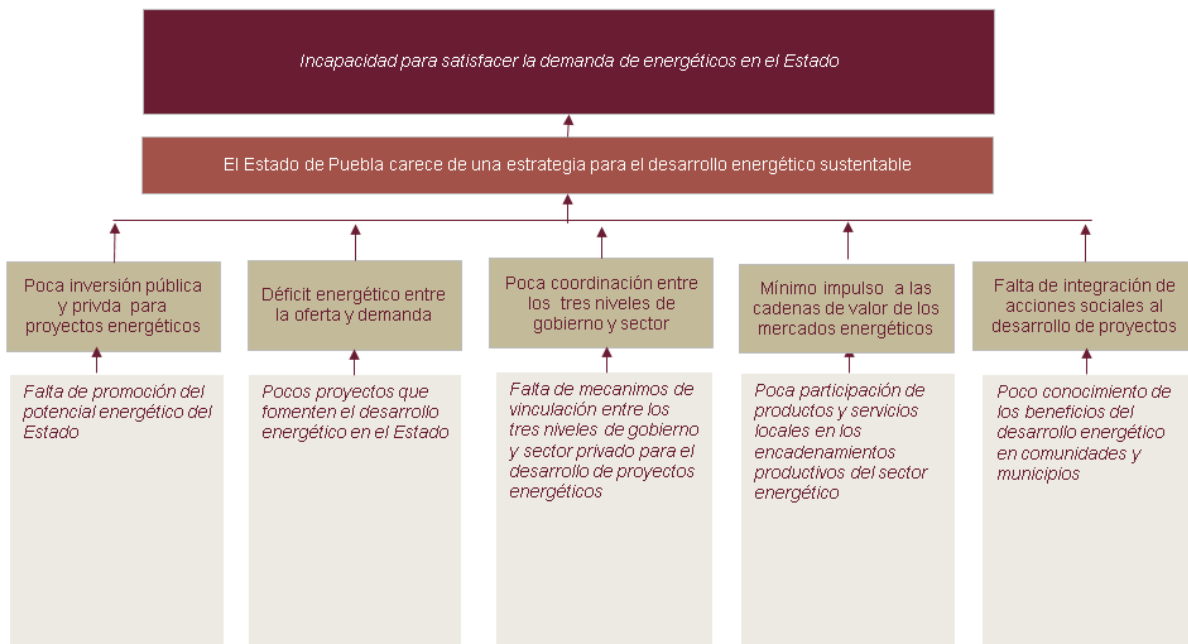 Incapacidad para satisfacer la demanda de energéticos en el Estado
El Estado de Puebla carece de una estrategia para el desarrollo energético sustentable
Poca inversión pública
y privda para
proyectos energéticos
Déficit energético entre
la oferta y demanda
Poca coordinación entre
los tres niveles de
gobierno y sector
Mínimo impulso a las
cadenas de valor de los
mercados energéticos
Falta de integración de
acciones sociales al
desarrollo de proyectos
Falta de promoción del
potencial energético del
Estado
Pocos proyectos que
fomenten el desarrollo
energético en el Estado
Falta de mecanimos de
vinculación entre los
tres niveles de gobierno
y sector privado para el
desarrollo de proyectos
energéticos
Poca participación de
productos y servicios
locales en los
encadenamientos
productivos del sector
energético
Poco conocimiento de
los beneficios del
desarrollo energético
en comunidades y
municipios